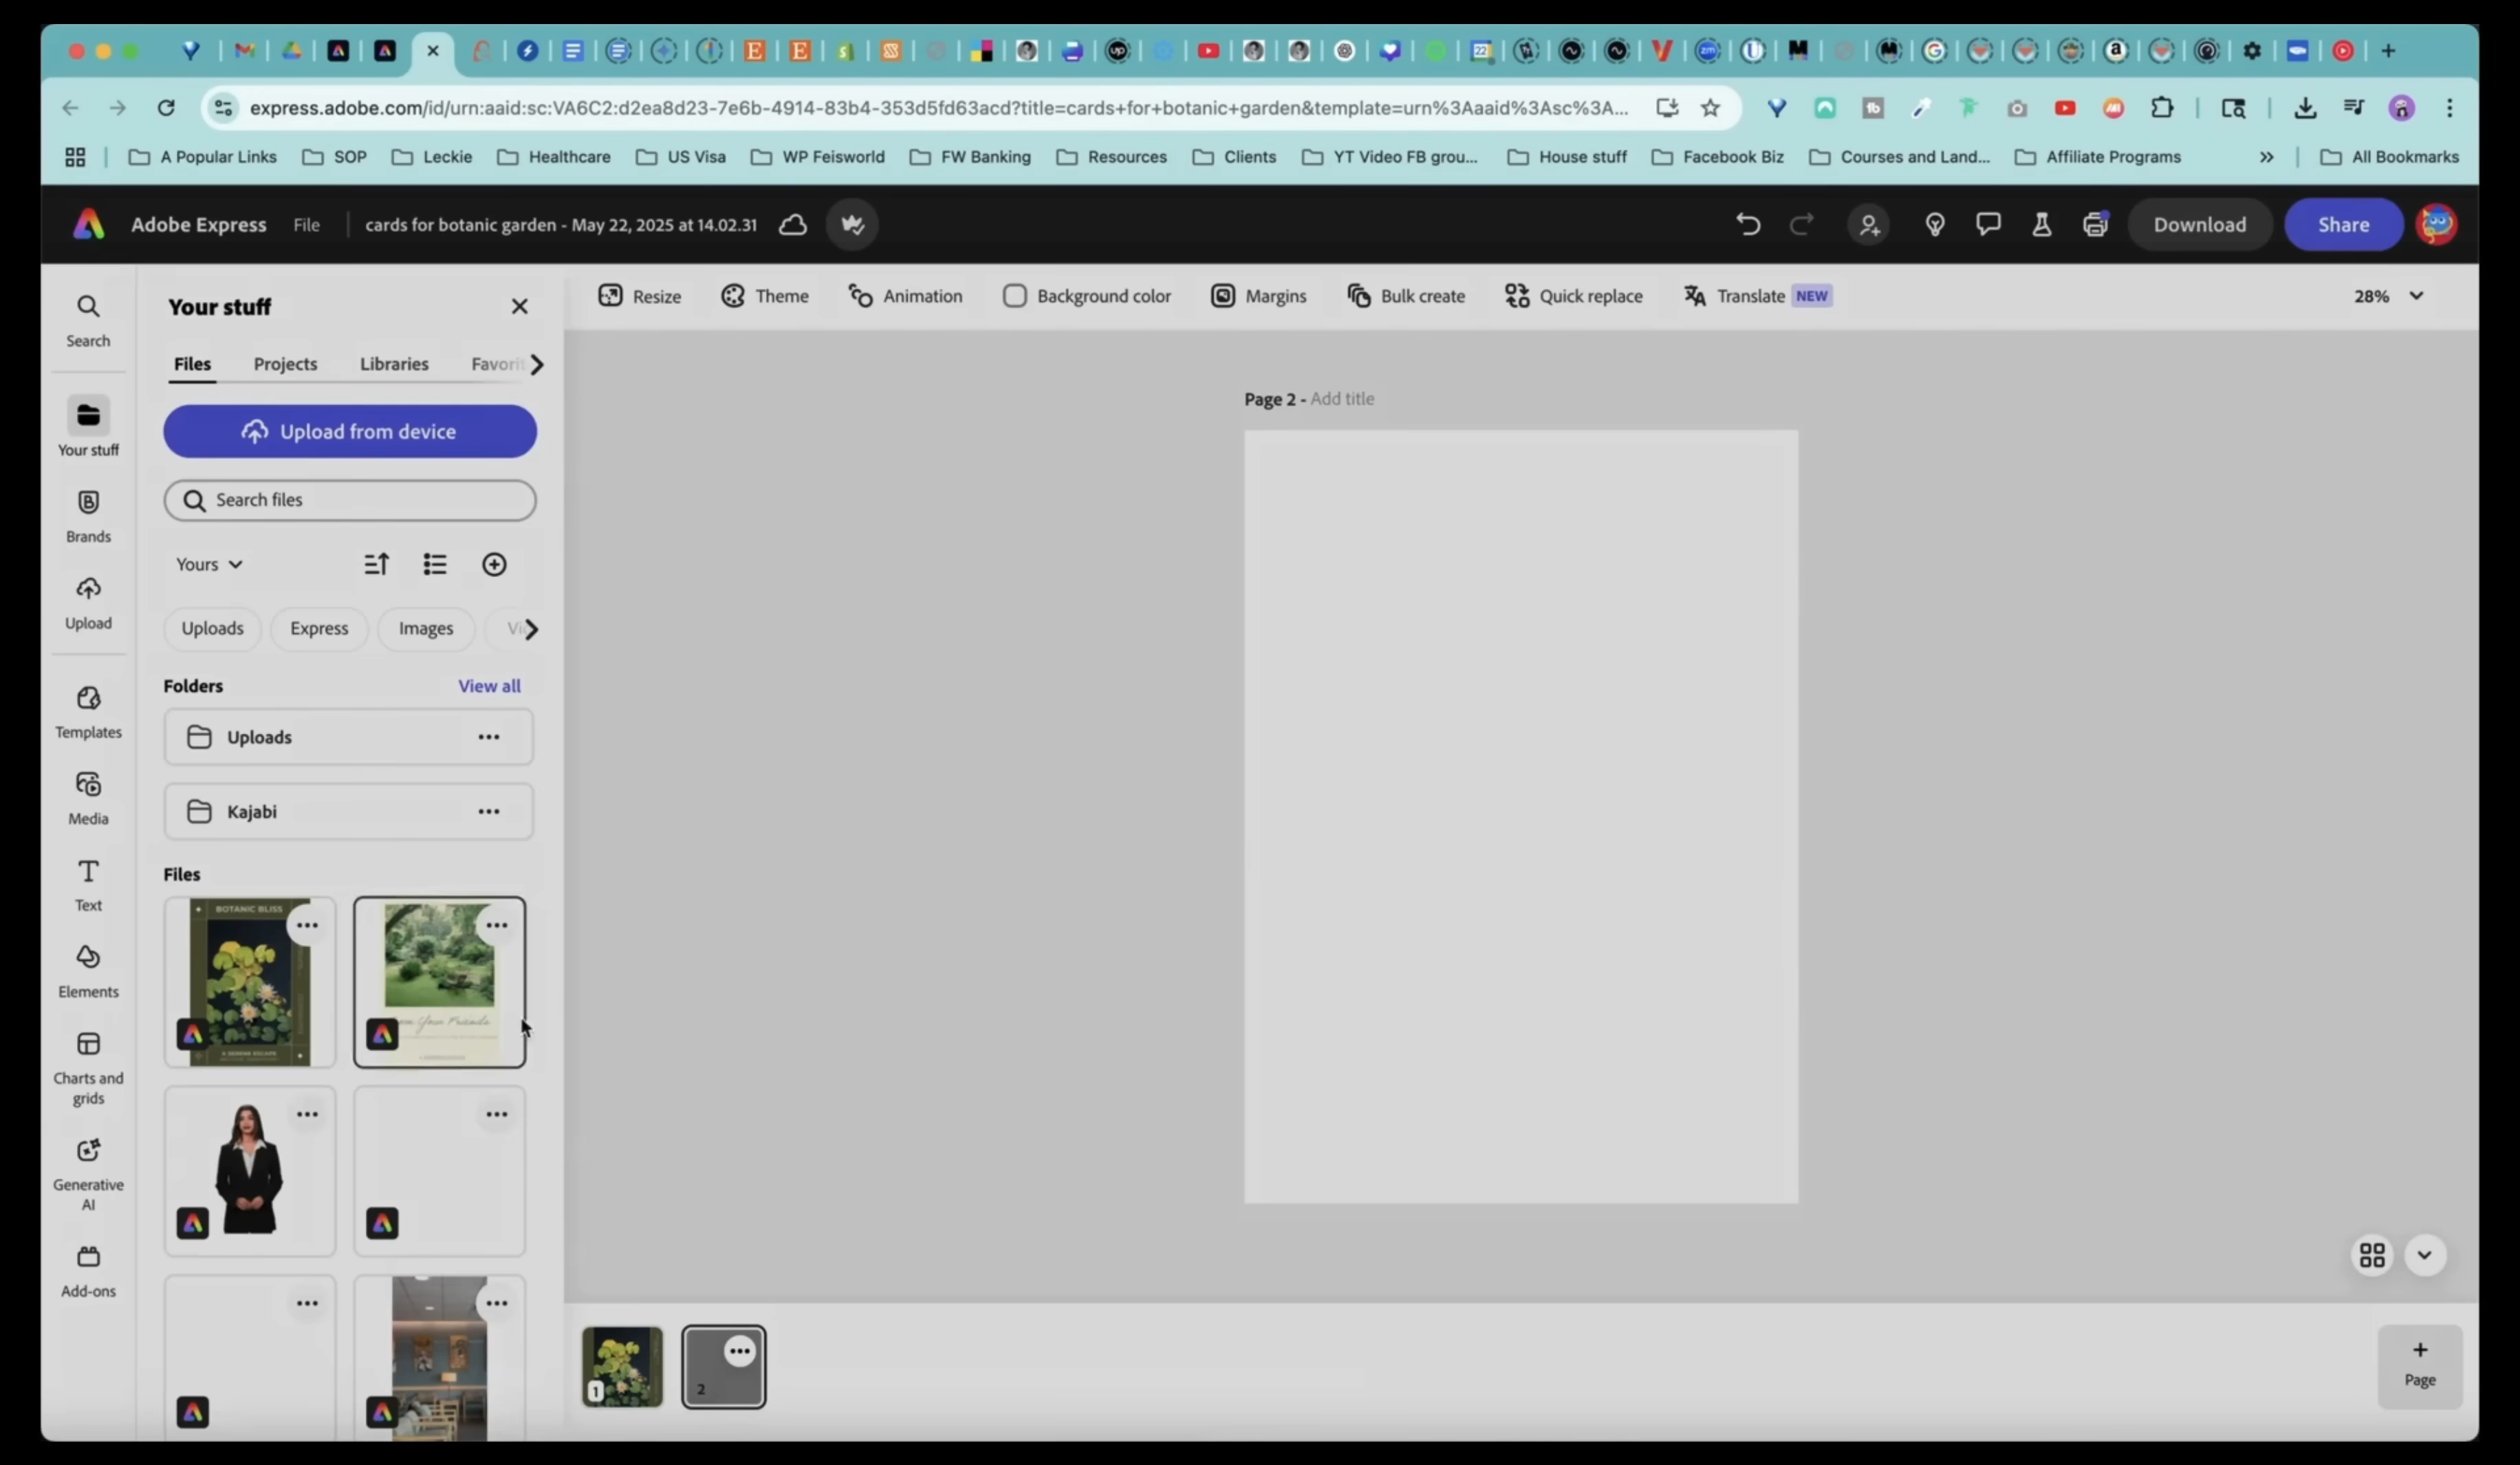 express.adobe.com/id/urn:aaid:sc:VA6C2:d2ea8d23-7e6b-4914-83b4-353d5fd63acd?title=cards+for+botanic+garden&template=urn%3Aaaid%3Asc%3A...
A Popular Links SOP Leckie Healthcare US Visa WP Feisworld FW Banking Resources Clients YT Video FB grou... House stuff Facebook Biz Courses and Land... Affiliate Programs » All Bookmarks
Adobe Express File cards for botanic garden - May 22, 2025 at 14.02.31 Download Share
Resize Theme Animation Background color Margins Bulk create Quick replace Translate NEW 28%
Search
Your stuff
Brands
Upload
Templates
Media
Text
Elements
Charts and
grids
Generative
AI
Add-ons
Your stuff
Files Projects Libraries Favorit
Upload from device
Search files
Yours
Uploads Express Images Vi
Folders View all
Uploads
Kajabi
Files
BOTANIC BLISS
A SERENE ESCAPE
Your Friends
Page 2 - Add title
1
2
+
Page